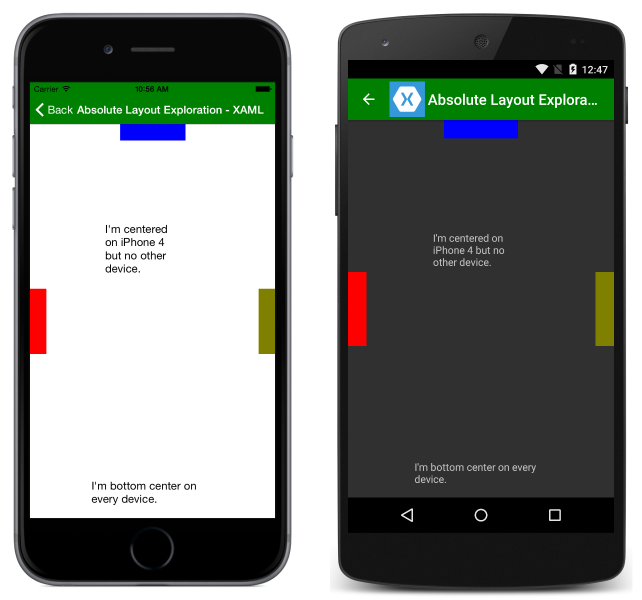 Carrier 10:56 AM
Back Absolute Layout Exploration - XAML
I'm centered
on iPhone 4
but no other
device.
I'm bottom center on
every device.
12:47
Absolute Layout Explora...
I'm centered on
iPhone 4 but no
other device.
I'm bottom center on every
device.